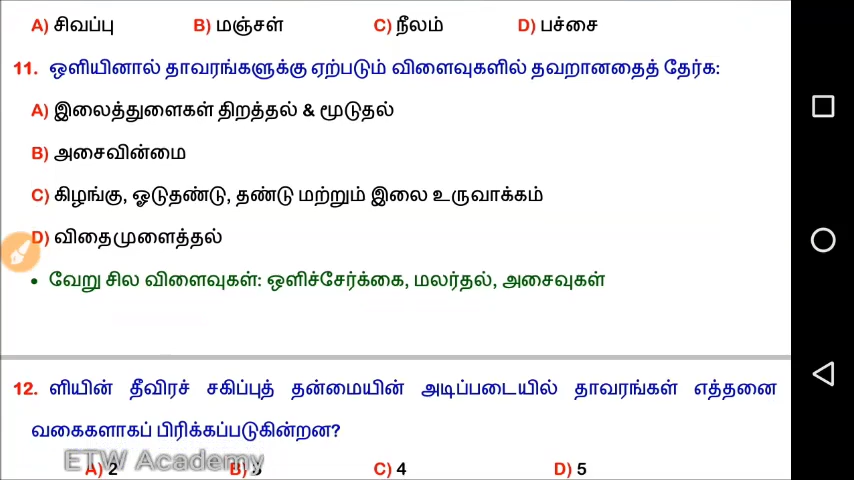 A) சிவப்பு B) மஞ்சள் C) நீலம் D) பச்சை
11. ஒளியினால் தாவரங்களுக்கு ஏற்படும் விளைவுகளில் தவறானதைத் தேர்க:
A) இலைத்துளைகள் திறத்தல் & மூடுதல்
B) அசைவின்மை
C) கிழங்கு, ஓடுதண்டு, தண்டு மற்றும் இலை உருவாக்கம்
D) விதைமுளைத்தல்
• வேறு சில விளைவுகள்: ஒளிச்சேர்க்கை, மலர்தல், அசைவுகள்
12. ளியின் தீவிரச் சகிப்புத் தன்மையின் அடிப்படையில் தாவரங்கள் எத்தனை
வகைகளாகப் பிரிக்கப்படுகின்றன?
ETW Academy
A) 2 B) 3 C) 4 D) 5